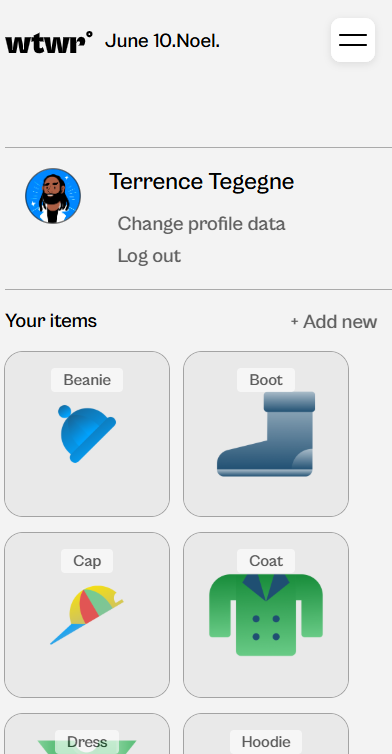 wtwr° June 10.Noel.
Terrence Tegegne
Change profile data
Log out
Your items + Add new
Beanie Boot
Cap Coat
Dress Hoodie